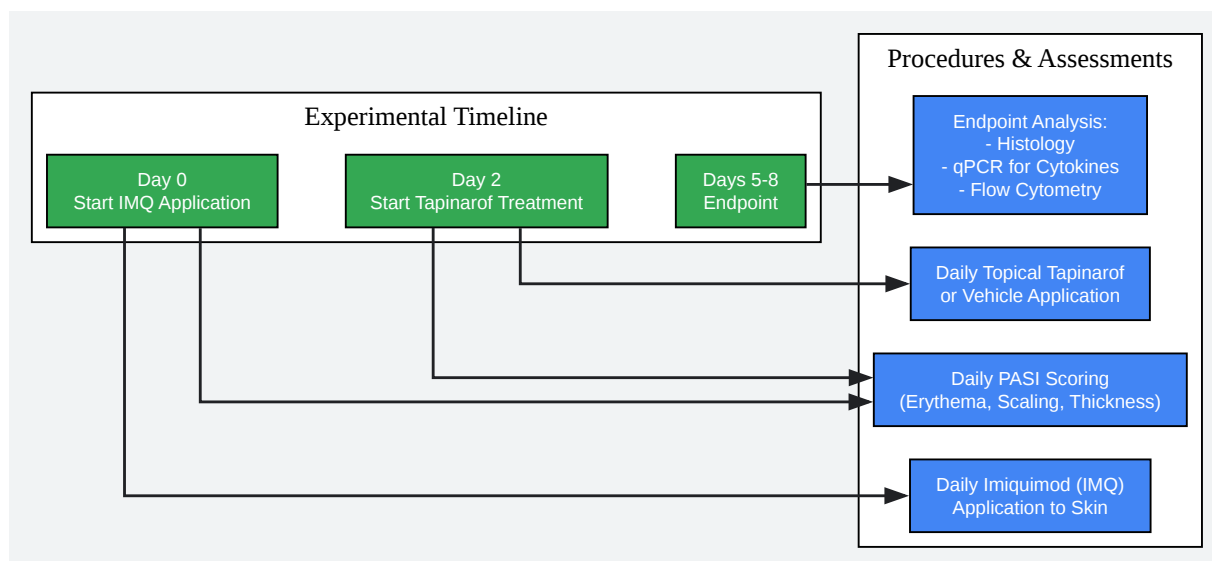 Experimental Timeline
Day 0
Start IMQ Application
Day 2
Start Tapinarof Treatment
Days 5-8
Endpoint
Procedures & Assessments
Endpoint Analysis:
- Histology
- qPCR for Cytokines
- Flow Cytometry
Daily Topical Tapinarof
or Vehicle Application
Daily PASI Scoring
(Erythema, Scaling, Thickness)
Daily Imiquimod (IMQ)
Application to Skin